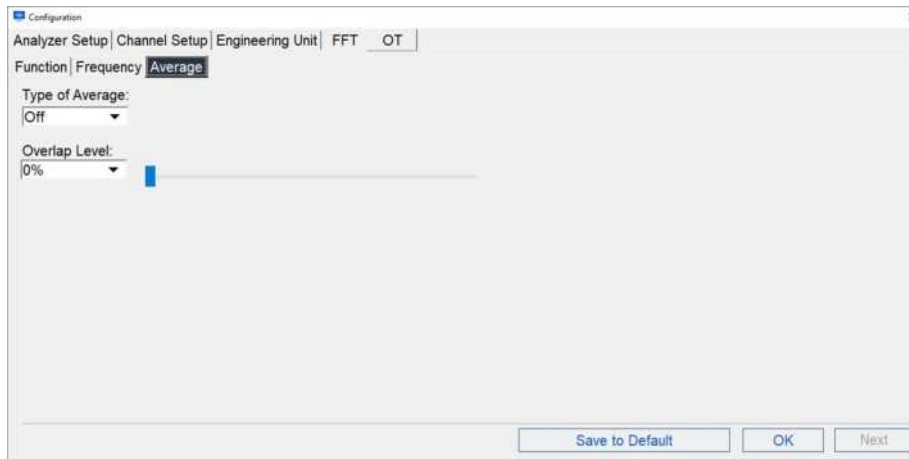 Configuration
Analyzer Setup Channel Setup Engineering Unit FFT OT
Function Frequency Average
Type of Average:
Off
Overlap Level:
0%
Save to Default OK Next